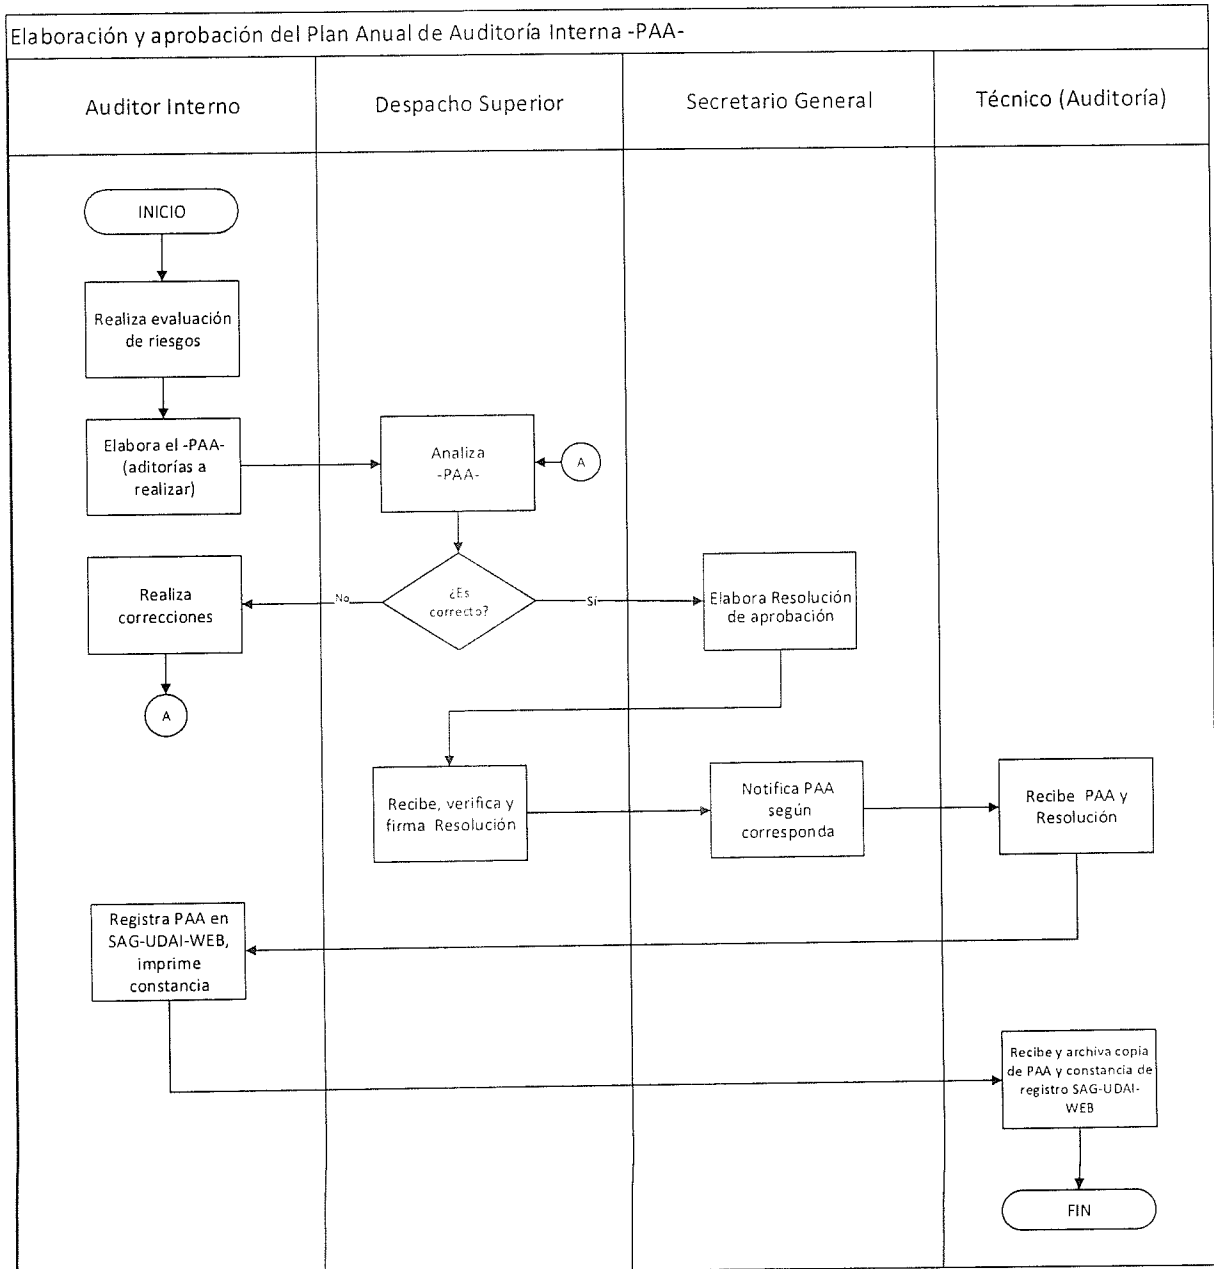 Elaboración y aprobación del Plan Anual de Auditoría Interna -PAA-
Auditor Interno
Despacho Superior
Secretario General
Técnico (Auditoría)
INICIO
Realiza evaluación
de riesgos
Elabora el -PAA-
(aditorías a
realizar)
Analiza
-PAA-
A
Realiza
correcciones
No
¿Es
correcto?
Sí
Elabora Resolución
de aprobación
A
Recibe, verifica y
firma Resolución
Notifica PAA
según
corresponda
Recibe PAA y
Resolución
Registra PAA en
SAG-UDAI-WEB,
imprime
constancia
Recibe y archiva copia
de PAA y constancia de
registro SAG-UDAI-
WEB
FIN